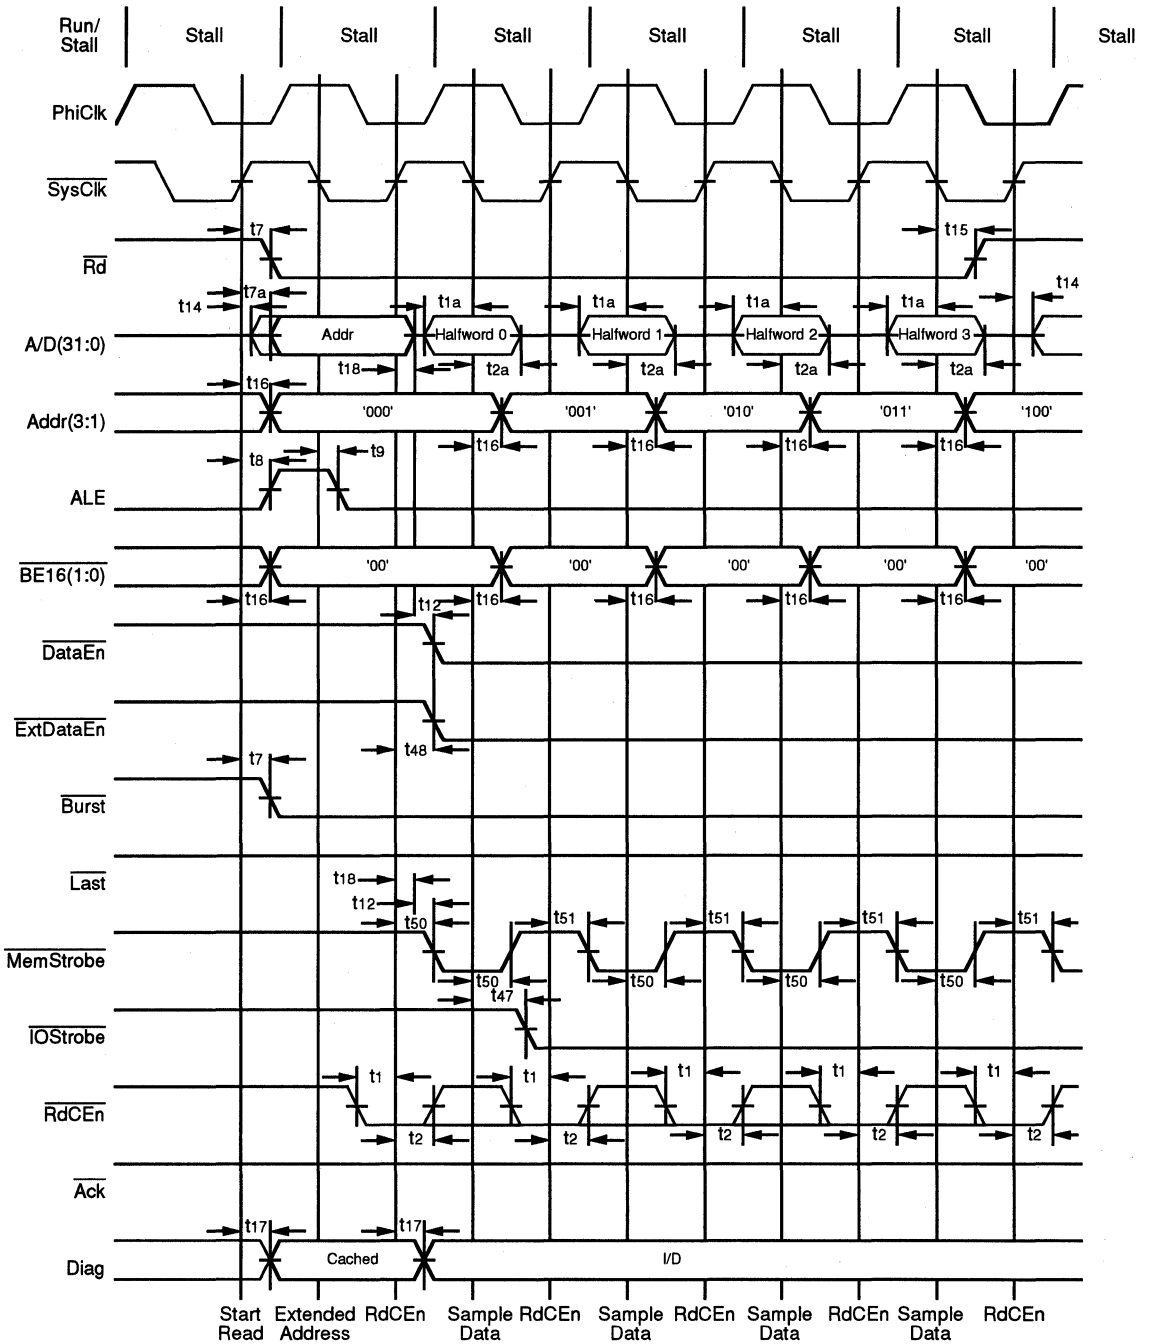 Run/
Stall
Stall Stall Stall Stall Stall Stall Stall
PhiClk
SysClk
t7 t15
Rd
t7a
t14 t1a t1a t1a t1a t14
Addr Halfword 0 Halfword 1 Halfword 2 Halfword 3
A/D(31:0)
t18 t2a t2a t2a t2a
t16
'000' '001' '010' '011' '100'
Addr(3:1)
t16 t16 t16 t16
t8 t9
ALE
'00' '00' '00' '00' '00'
BE16(1:0)
t16 t12 t16 t16 t16 t16
DataEn
ExtDataEn
t48
t7
Burst
Last
t18
t12
t50 t51 t51 t51 t51
MemStrobe
t50 t50 t50 t50
t47
IOStrobe
t1 t1 t1 t1 t1
RdCEn
t2 t2 t2 t2 t2
Ack
t17 t17
Cached I/D
Diag
Start Extended RdCEn Sample RdCEn Sample RdCEn Sample RdCEn Sample RdCEn
Read Address Data Data Data Data